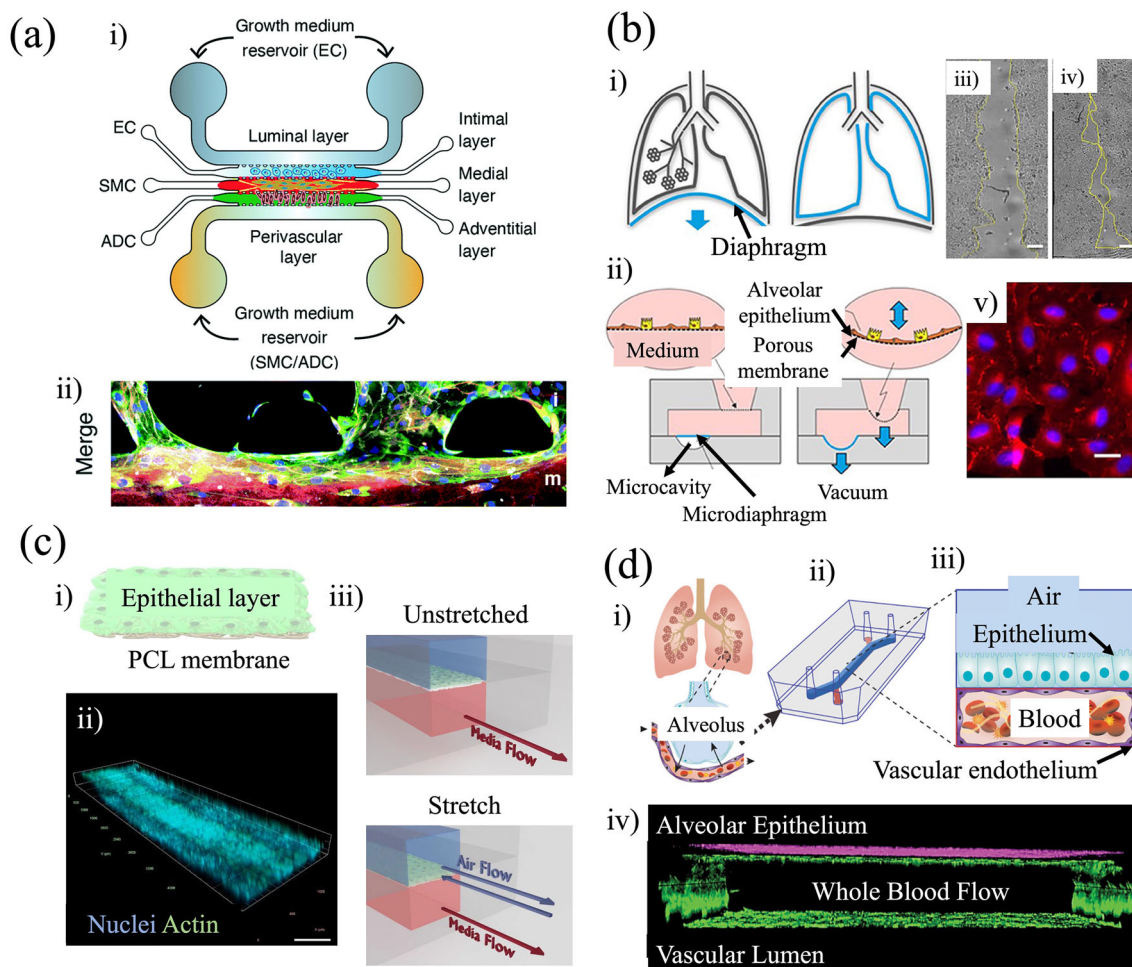 (a)
i)
Growth medium
reservoir (EC)
EC
Luminal layer
Intimal
layer
SMC
Medial
layer
ADC
Perivascular
layer
Adventitial
layer
Growth medium
reservoir
(SMC/ADC)
ii)
Merge
i
m
(b)
i)
Diaphragm
iii)
iv)
ii)
Alveolar
epithelium
Medium
Porous
membrane
v)
Microcavity
Vacuum
Microdiaphragm
(c)
i)
Epithelial layer
PCL membrane
ii)
Nuclei Actin
iii)
Unstretched
Media Flow
Stretch
Air Flow
Media Flow
(d)
i)
Alveolus
ii)
iii)
Air
Epithelium
Blood
Vascular endothelium
iv)
Alveolar Epithelium
Whole Blood Flow
Vascular Lumen